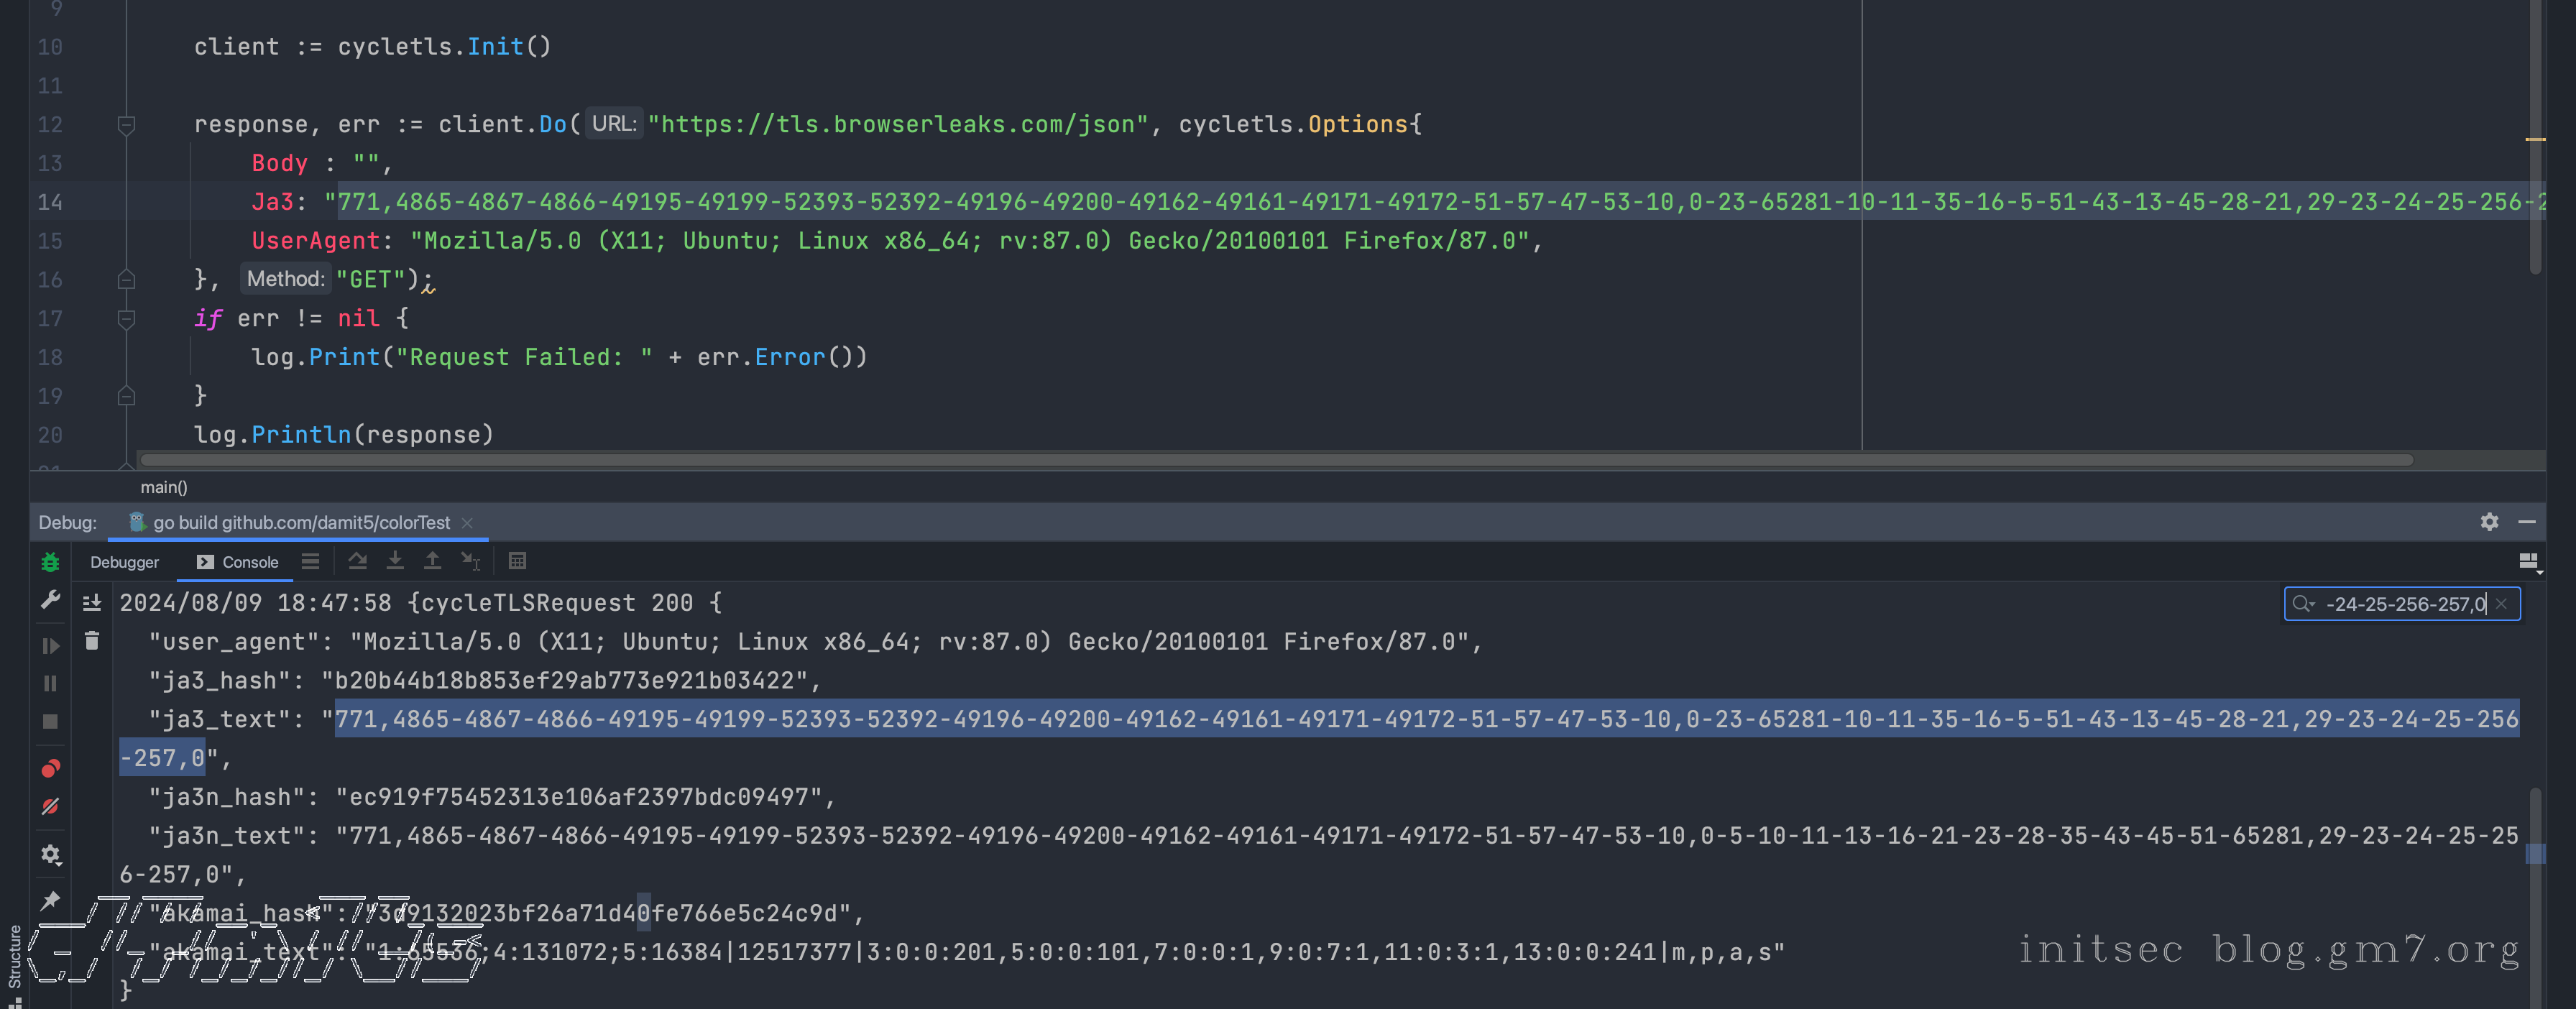 9
10 client := cycletls.Init()
11
12 response, err := client.Do( URL: "https://tls.browserleaks.com/json", cycletls.Options{
13 Body : "",
14 Ja3: "771,4865-4867-4866-49195-49199-52393-52392-49196-49200-49162-49161-49171-49172-51-57-47-53-10,0-23-65281-10-11-35-16-5-51-43-13-45-28-21,29-23-24-25-256-2
15 UserAgent: "Mozilla/5.0 (X11; Ubuntu; Linux x86_64; rv:87.0) Gecko/20100101 Firefox/87.0",
16 }, Method: "GET");
17 if err != nil {
18 log.Print("Request Failed: " + err.Error())
19 }
20 log.Println(response)
21
main()
Debug: go build github.com/damit5/colorTest
Debugger Console
-24-25-256-257,0
2024/08/09 18:47:58 {cycleTLSRequest 200 {
"user_agent": "Mozilla/5.0 (X11; Ubuntu; Linux x86_64; rv:87.0) Gecko/20100101 Firefox/87.0",
"ja3_hash": "b20b44b18b853ef29ab773e921b03422",
"ja3_text": "771,4865-4867-4866-49195-49199-52393-52392-49196-49200-49162-49161-49171-49172-51-57-47-53-10,0-23-65281-10-11-35-16-5-51-43-13-45-28-21,29-23-24-25-256
-257,0",
"ja3n_hash": "ec919f75452313e106af2397bdc09497",
"ja3n_text": "771,4865-4867-4866-49195-49199-52393-52392-49196-49200-49162-49161-49171-49172-51-57-47-53-10,0-5-10-11-13-16-21-23-28-35-43-45-51-65281,29-23-24-25-25
6-257,0",
"akamai_hash": "3d9132023bf26a71d40fe766e5c24c9d",
"akamai_text": "1:65536;4:131072;5:16384|12517377|3:0:0:201,5:0:0:101,7:0:0:1,9:0:7:1,11:0:3:1,13:0:0:241|m,p,a,s"
}
Structure
initsec blog.gm7.org